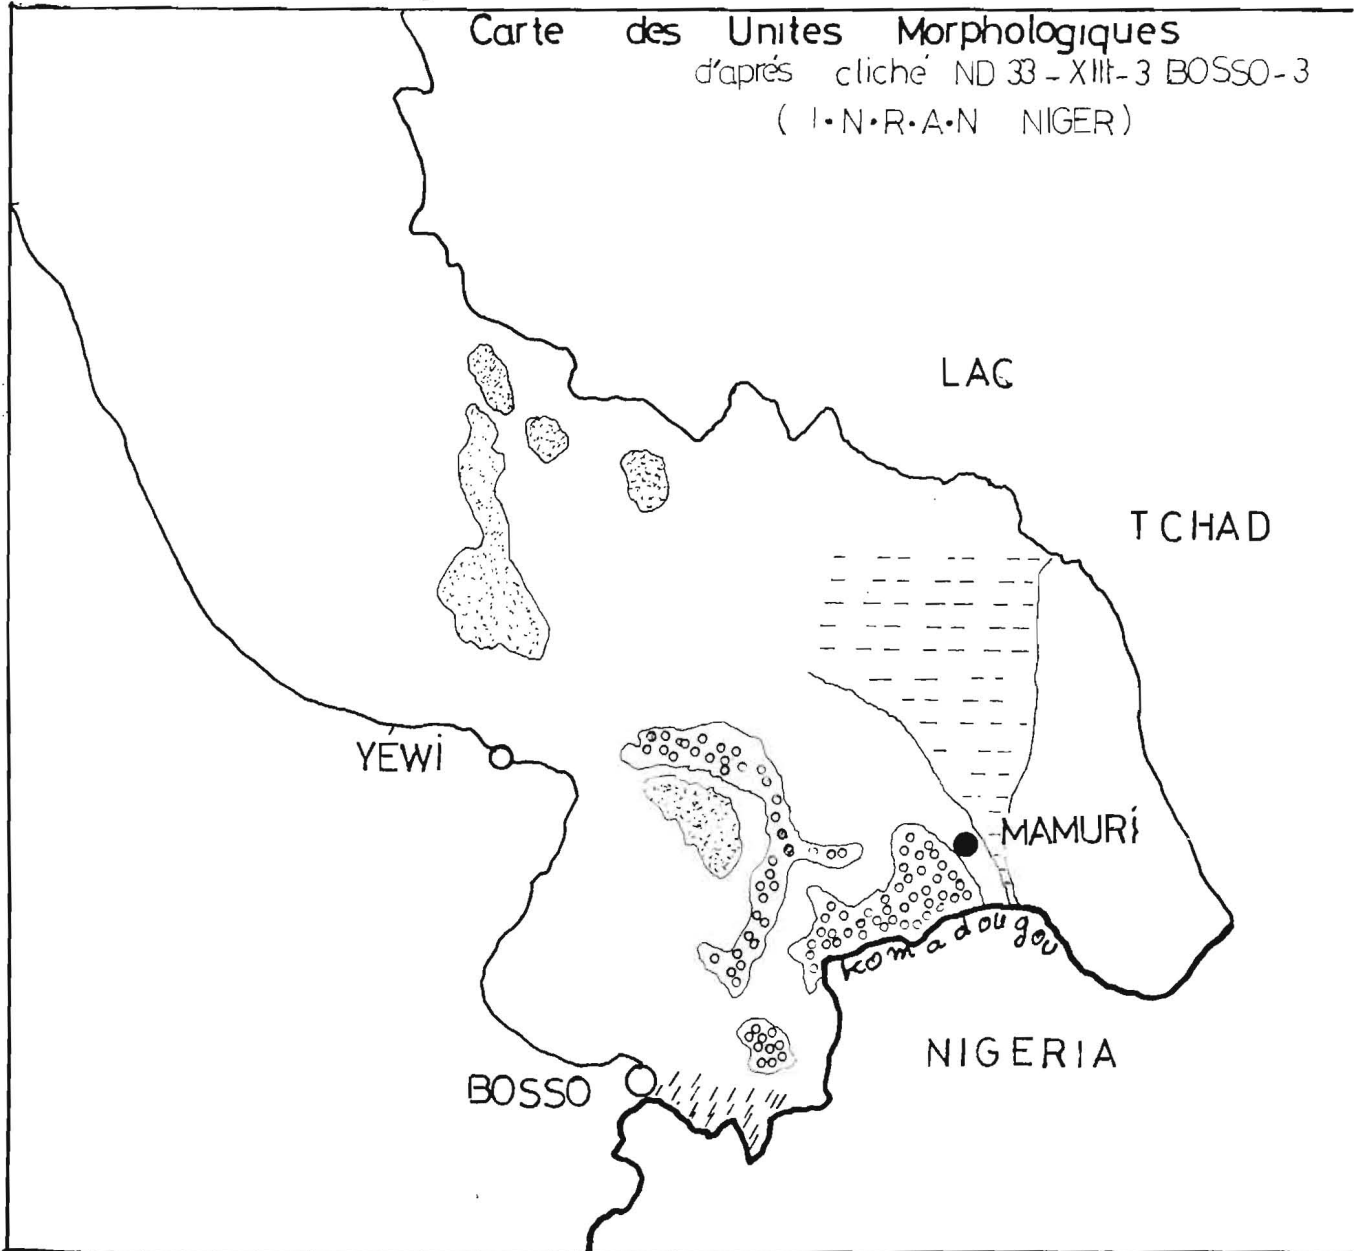 Carte des Unites Morphologiques
d'aprés cliché ND 33-XIII-3 BOSSO-3
(I.N.R.A.N NIGER)
LAC
TCHAD
YÉWI
MAMURI
komadougou
NIGERIA
BOSSO